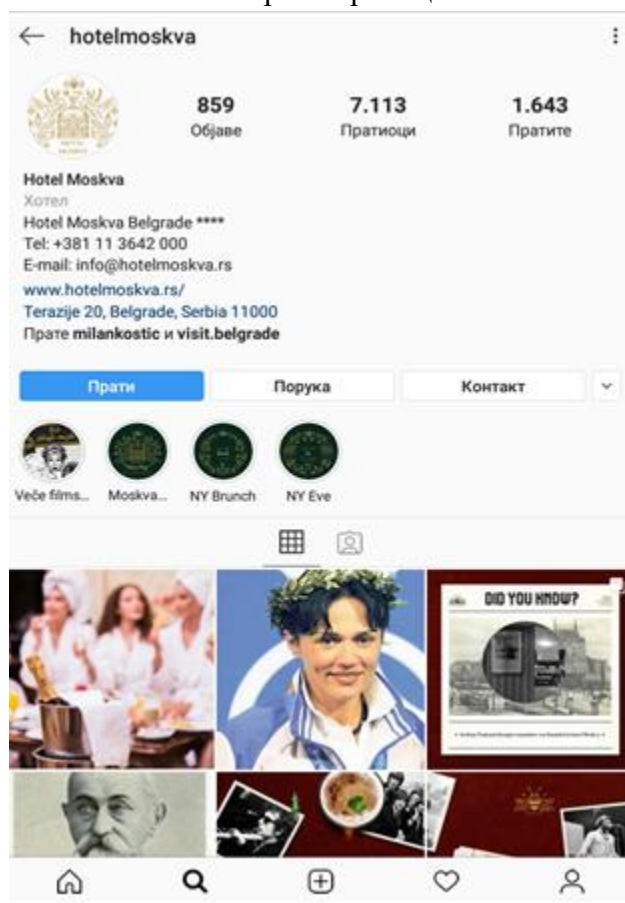 hotelmoskva
859 7.113 1.643
Објаве Пратиоци Пратите
Hotel Moskva
Хотел
Hotel Moskva Belgrade ****
Tel: +381 11 3642 000
E-mail: info@hotelmoskva.rs
www.hotelmoskva.rs/
Terazije 20, Belgrade, Serbia 11000
Прате milankostic и visit.belgrade
Прати Порука Контакт
Veče films... Moskva... NY Brunch NY Eve
DID YOU KNOW?